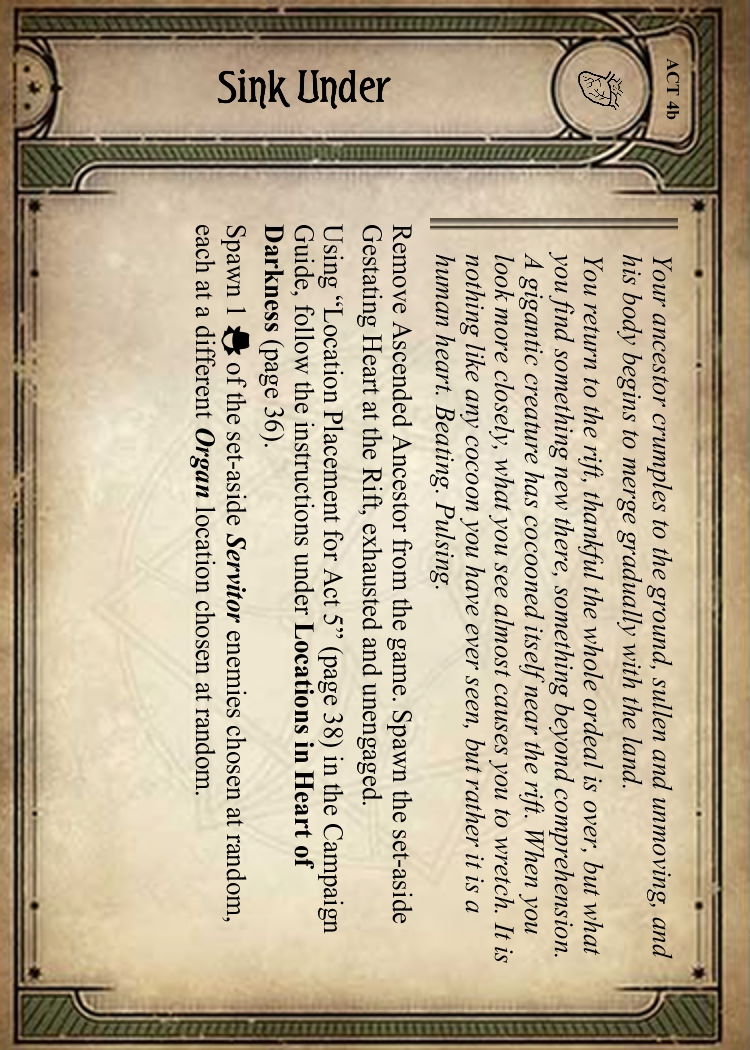 ACT 4b
Sink Under
Your ancestor crumples to the ground, sullen and unmoving, and
his body begins to merge gradually with the land.
You return to the rift, thankful the whole ordeal is over, but what
you find something new there, something beyond comprehension.
A gigantic creature has cocooned itself near the rift. When you
look more closely, what you see almost causes you to wretch. It is
nothing like any cocoon you have ever seen, but rather it is a
human heart. Beating. Pulsing.
Remove Ascended Ancestor from the game. Spawn the set-aside
Gestating Heart at the Rift, exhausted and unengaged.
Using “Location Placement for Act 5” (page 38) in the Campaign
Guide, follow the instructions under Locations in Heart of
Darkness (page 36).
Spawn 1 of the set-aside Servitor enemies chosen at random,
each at a different Organ location chosen at random.